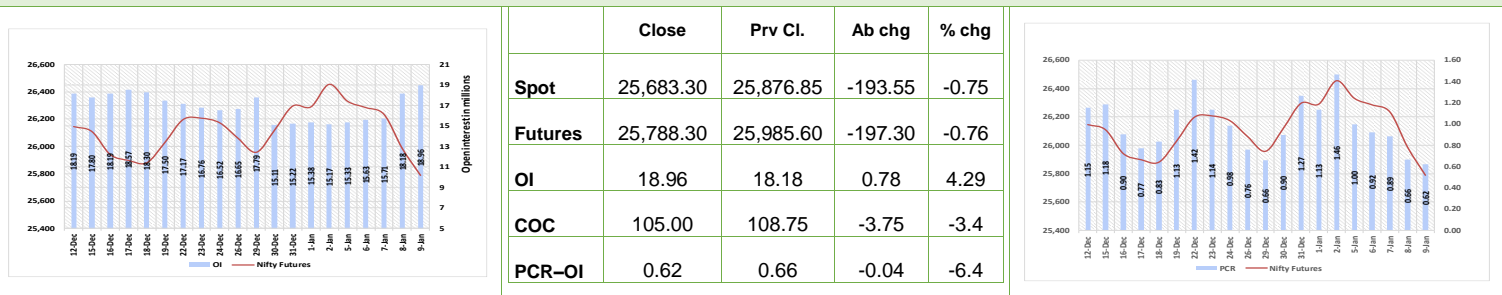 26,600
26,400
26,200
26,000
25,800
25,600
25,400
21
19
17
15
13
11
9
7
5
Open interest in millions
18.19 17.80 18.19 18.57 18.30 17.50 17.17 16.76 16.52 16.65 17.79 15.11 15.22 15.38 15.17 15.33 15.63 15.71 18.18 18.96
12-Dec 15-Dec 16-Dec 17-Dec 18-Dec 19-Dec 22-Dec 23-Dec 24-Dec 26-Dec 29-Dec 30-Dec 31-Dec 1-Jan 2-Jan 5-Jan 6-Jan 7-Jan 8-Jan 9-Jan
OI Nifty Futures
Close Prv Cl. Ab chg % chg
Spot 25,683.30 25,876.85 -193.55 -0.75
Futures 25,788.30 25,985.60 -197.30 -0.76
OI 18.96 18.18 0.78 4.29
COC 105.00 108.75 -3.75 -3.4
PCR–OI 0.62 0.66 -0.04 -6.4
26,600
26,400
26,200
26,000
25,800
25,600
25,400
1.60
1.40
1.20
1.00
0.80
0.60
0.40
0.20
0.00
1.15 1.18 0.90 0.77 0.83 1.13 1.42 1.14 0.98 0.76 0.66 0.90 1.27 1.13 1.46 1.00 0.92 0.89 0.66 0.62
12-Dec 15-Dec 16-Dec 17-Dec 18-Dec 19-Dec 22-Dec 23-Dec 24-Dec 26-Dec 29-Dec 30-Dec 31-Dec 1-Jan 2-Jan 5-Jan 6-Jan 7-Jan 8-Jan 9-Jan
PCR Nifty Futures